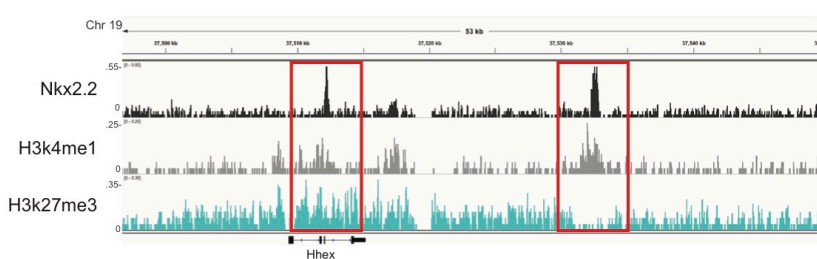 Chr 19
53 kb
37,500 kb 37,510 kb 37,520 kb 37,530 kb 37,540 kb
Nkx2.2 .55- [0 - 0.55] 0
H3k4me1 .25- [0 - 0.25] 0
H3k27me3 .35- [0 - 0.35] 0
Hhex